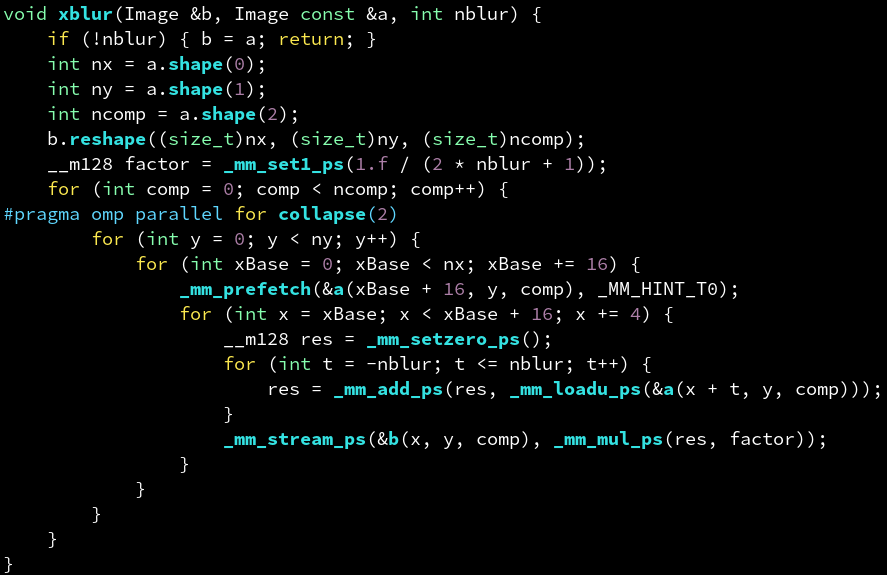 void xblur(Image &b, Image const &a, int nblur) {
    if (!nblur) { b = a; return; }
    int nx = a.shape(0);
    int ny = a.shape(1);
    int ncomp = a.shape(2);
    b.reshape((size_t)nx, (size_t)ny, (size_t)ncomp);
    __m128 factor = _mm_set1_ps(1.f / (2 * nblur + 1));
    for (int comp = 0; comp < ncomp; comp++) {
#pragma omp parallel for collapse(2)
        for (int y = 0; y < ny; y++) {
            for (int xBase = 0; xBase < nx; xBase += 16) {
                _mm_prefetch(&a(xBase + 16, y, comp), _MM_HINT_T0);
                for (int x = xBase; x < xBase + 16; x += 4) {
                    __m128 res = _mm_setzero_ps();
                    for (int t = -nblur; t <= nblur; t++) {
                        res = _mm_add_ps(res, _mm_loadu_ps(&a(x + t, y, comp)));
                    }
                    _mm_stream_ps(&b(x, y, comp), _mm_mul_ps(res, factor));
                }
            }
        }
    }
}